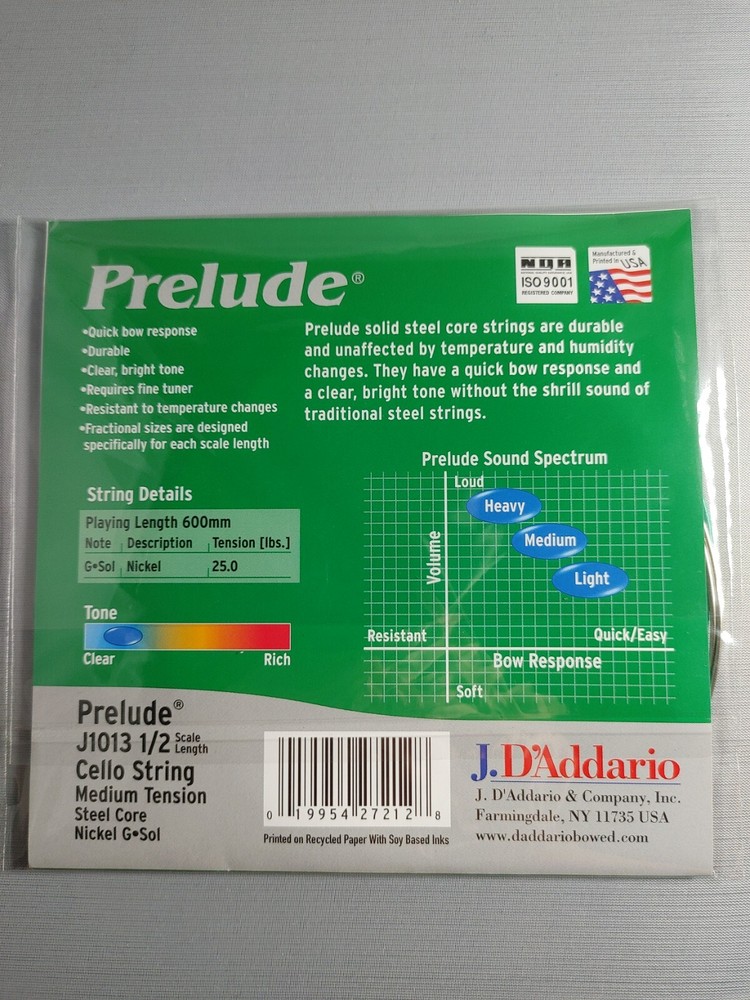 Prelude®
NQA
ISO 9001
REGISTERED COMPANY
Manufactured &
Printed in USA
•Quick bow response
•Durable
•Clear, bright tone
•Requires fine tuner
•Resistant to temperature changes
•Fractional sizes are designed
specifically for each scale length
Prelude solid steel core strings are durable
and unaffected by temperature and humidity
changes. They have a quick bow response and
a clear, bright tone without the shrill sound of
traditional steel strings.
String Details
Playing Length 600mm
Note Description Tension [lbs.]
G•Sol Nickel 25.0
Tone
Clear Rich
Prelude Sound Spectrum
Loud
Heavy
Medium
Light
Volume
Resistant Quick/Easy
Bow Response
Soft
Prelude®
J1013 1/2 Scale Length
Cello String
Medium Tension
Steel Core
Nickel G•Sol
0 19954 27212 8
Printed on Recycled Paper With Soy Based Inks
J.D'Addario
J. D'Addario & Company, Inc.
Farmingdale, NY 11735 USA
www.daddariobowed.com